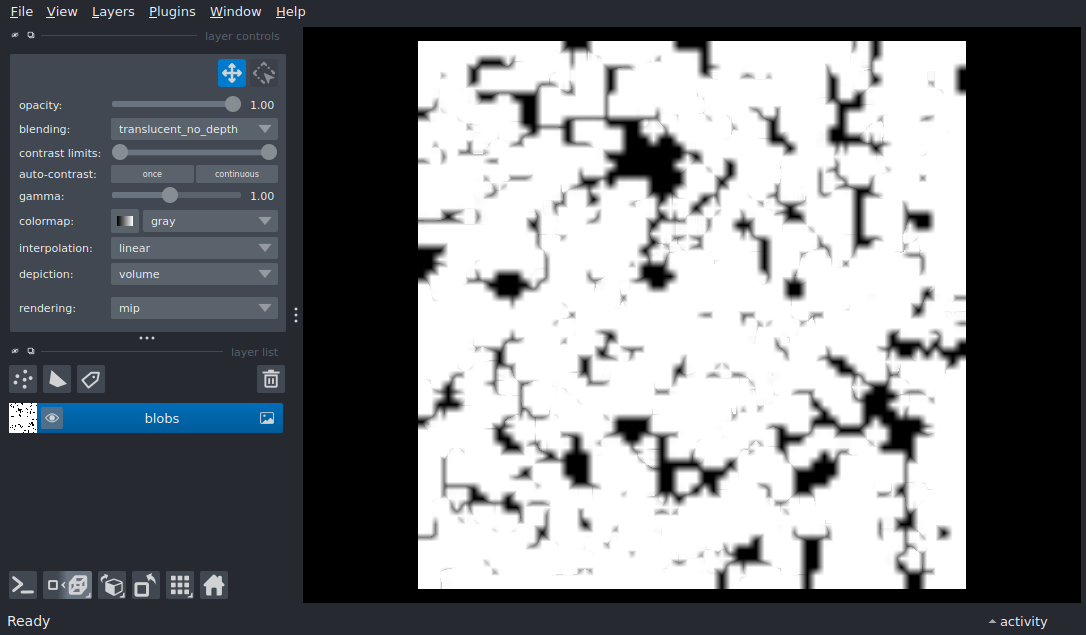 File View Layers Plugins Window Help
layer controls
opacity: 1.00
blending: translucent_no_depth
contrast limits:
auto-contrast: once continuous
gamma: 1.00
colormap: gray
interpolation: linear
depiction: volume
rendering: mip
layer list
blobs
Ready activity